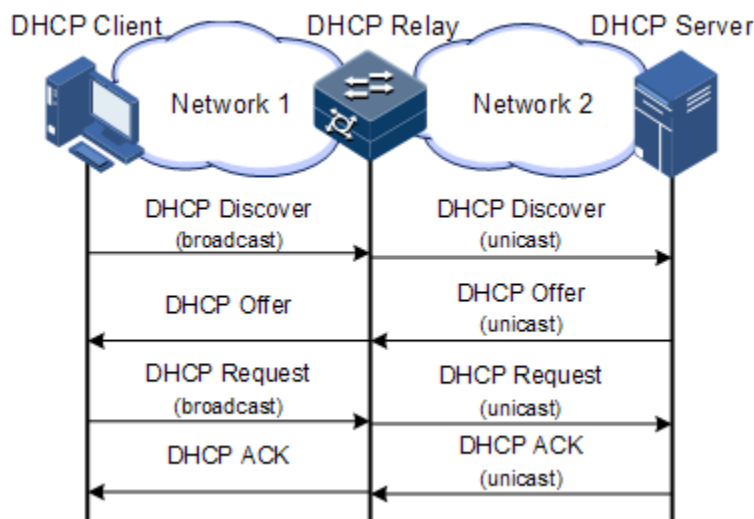 DHCP Client
DHCP Relay
DHCP Server
Network 1
Network 2
DHCP Discover
(broadcast)
DHCP Discover
(unicast)
DHCP Offer
DHCP Offer
(unicast)
DHCP Request
(broadcast)
DHCP Request
(unicast)
DHCP ACK
DHCP ACK
(unicast)